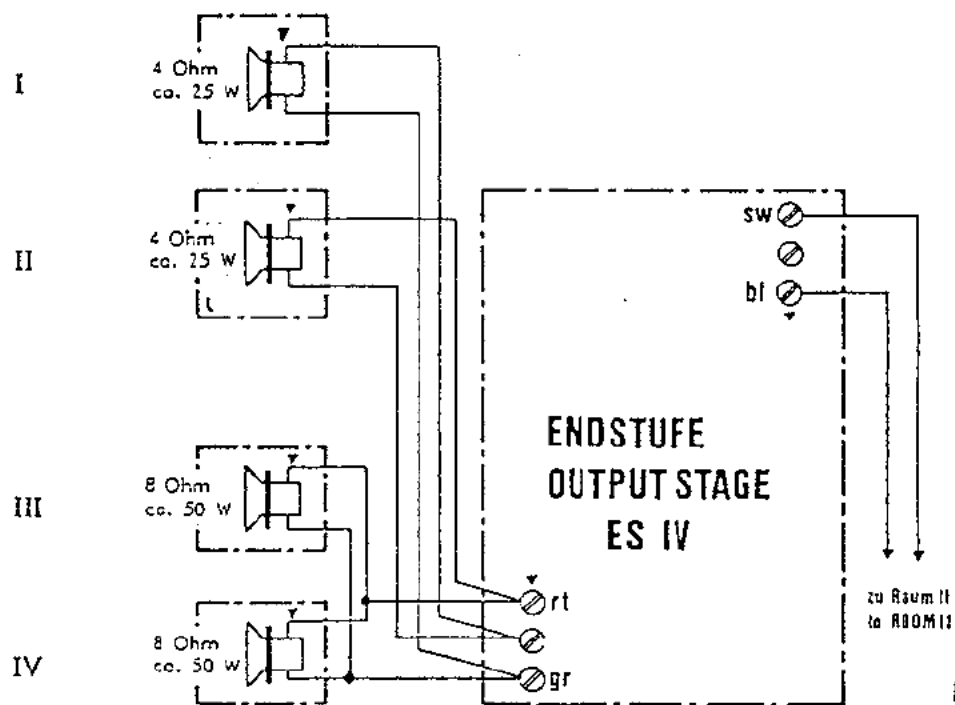 I
4 Ohm
ca. 25 W
II
4 Ohm
ca. 25 W
III
8 Ohm
ca. 50 W
IV
8 Ohm
ca. 50 W
sw
bl
ENDSTUFE
OUTPUT STAGE
ES IV
rt
gr
zu Raum II
to ROOM II